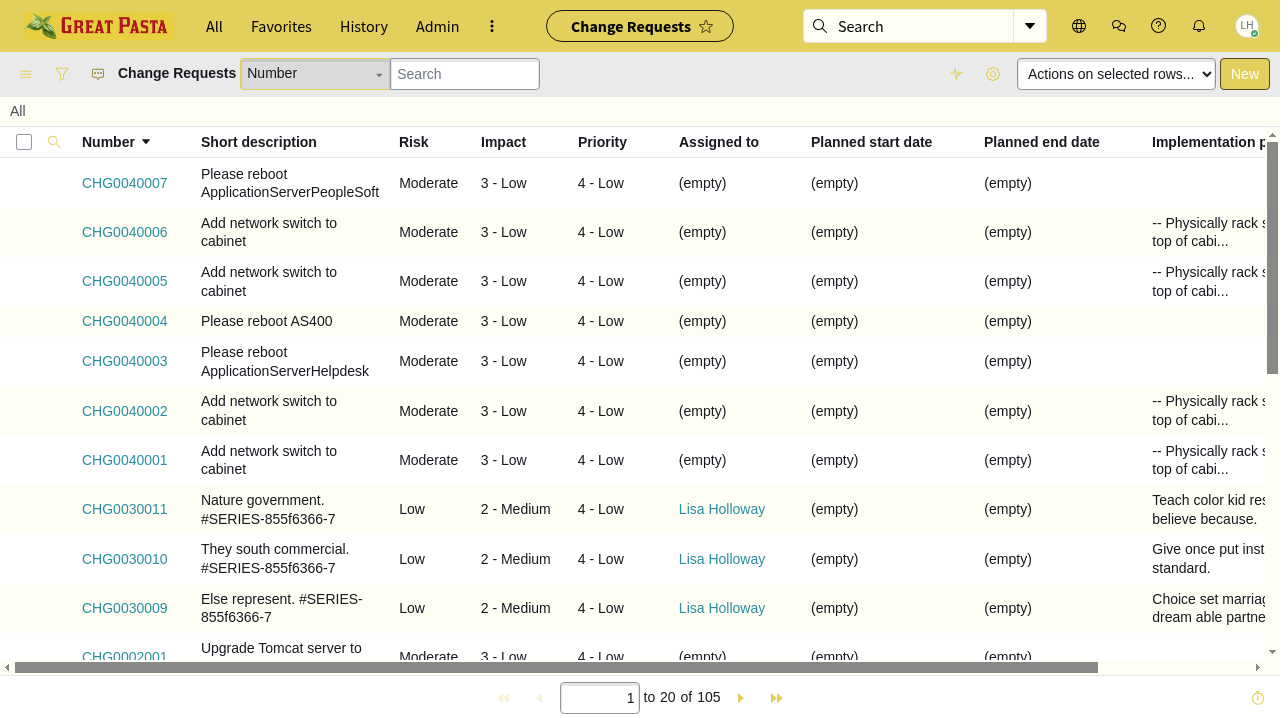 GREAT PASTA All Favorites History Admin Change Requests Search LH
Change Requests Number Search Actions on selected rows... New
All
Number Short description Risk Impact Priority Assigned to Planned start date Planned end date Implementation p
CHG0040007 Please reboot ApplicationServerPeopleSoft Moderate 3 - Low 4 - Low (empty) (empty) (empty)
CHG0040006 Add network switch to cabinet Moderate 3 - Low 4 - Low (empty) (empty) (empty) -- Physically rack s top of cabi...
CHG0040005 Add network switch to cabinet Moderate 3 - Low 4 - Low (empty) (empty) (empty) -- Physically rack s top of cabi...
CHG0040004 Please reboot AS400 Moderate 3 - Low 4 - Low (empty) (empty) (empty)
CHG0040003 Please reboot ApplicationServerHelpdesk Moderate 3 - Low 4 - Low (empty) (empty) (empty)
CHG0040002 Add network switch to cabinet Moderate 3 - Low 4 - Low (empty) (empty) (empty) -- Physically rack s top of cabi...
CHG0040001 Add network switch to cabinet Moderate 3 - Low 4 - Low (empty) (empty) (empty) -- Physically rack s top of cabi...
CHG0030011 Nature government. #SERIES-855f6366-7 Low 2 - Medium 4 - Low Lisa Holloway (empty) (empty) Teach color kid res believe because.
CHG0030010 They south commercial. #SERIES-855f6366-7 Low 2 - Medium 4 - Low Lisa Holloway (empty) (empty) Give once put inst standard.
CHG0030009 Else represent. #SERIES-855f6366-7 Low 2 - Medium 4 - Low Lisa Holloway (empty) (empty) Choice set marriag dream able partne
CHG0002001 Upgrade Tomcat server to Moderate 3 - Low 4 - Low (empty) (empty) (empty)
1 to 20 of 105